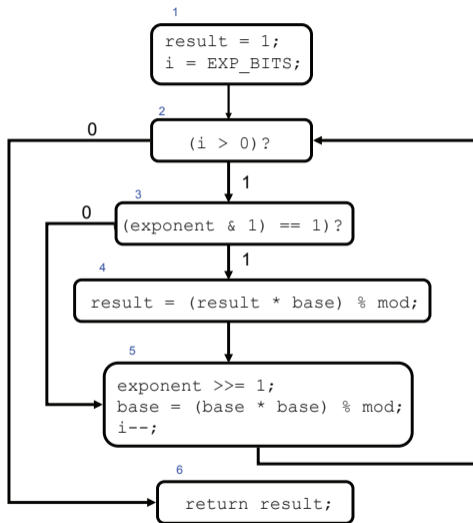 1
result = 1;
i = EXP_BITS;
2
0
(i > 0)?
1
3
0
(exponent & 1) == 1)?
1
4
result = (result * base) % mod;
5
exponent >>= 1;
base = (base * base) % mod;
i--;
6
return result;